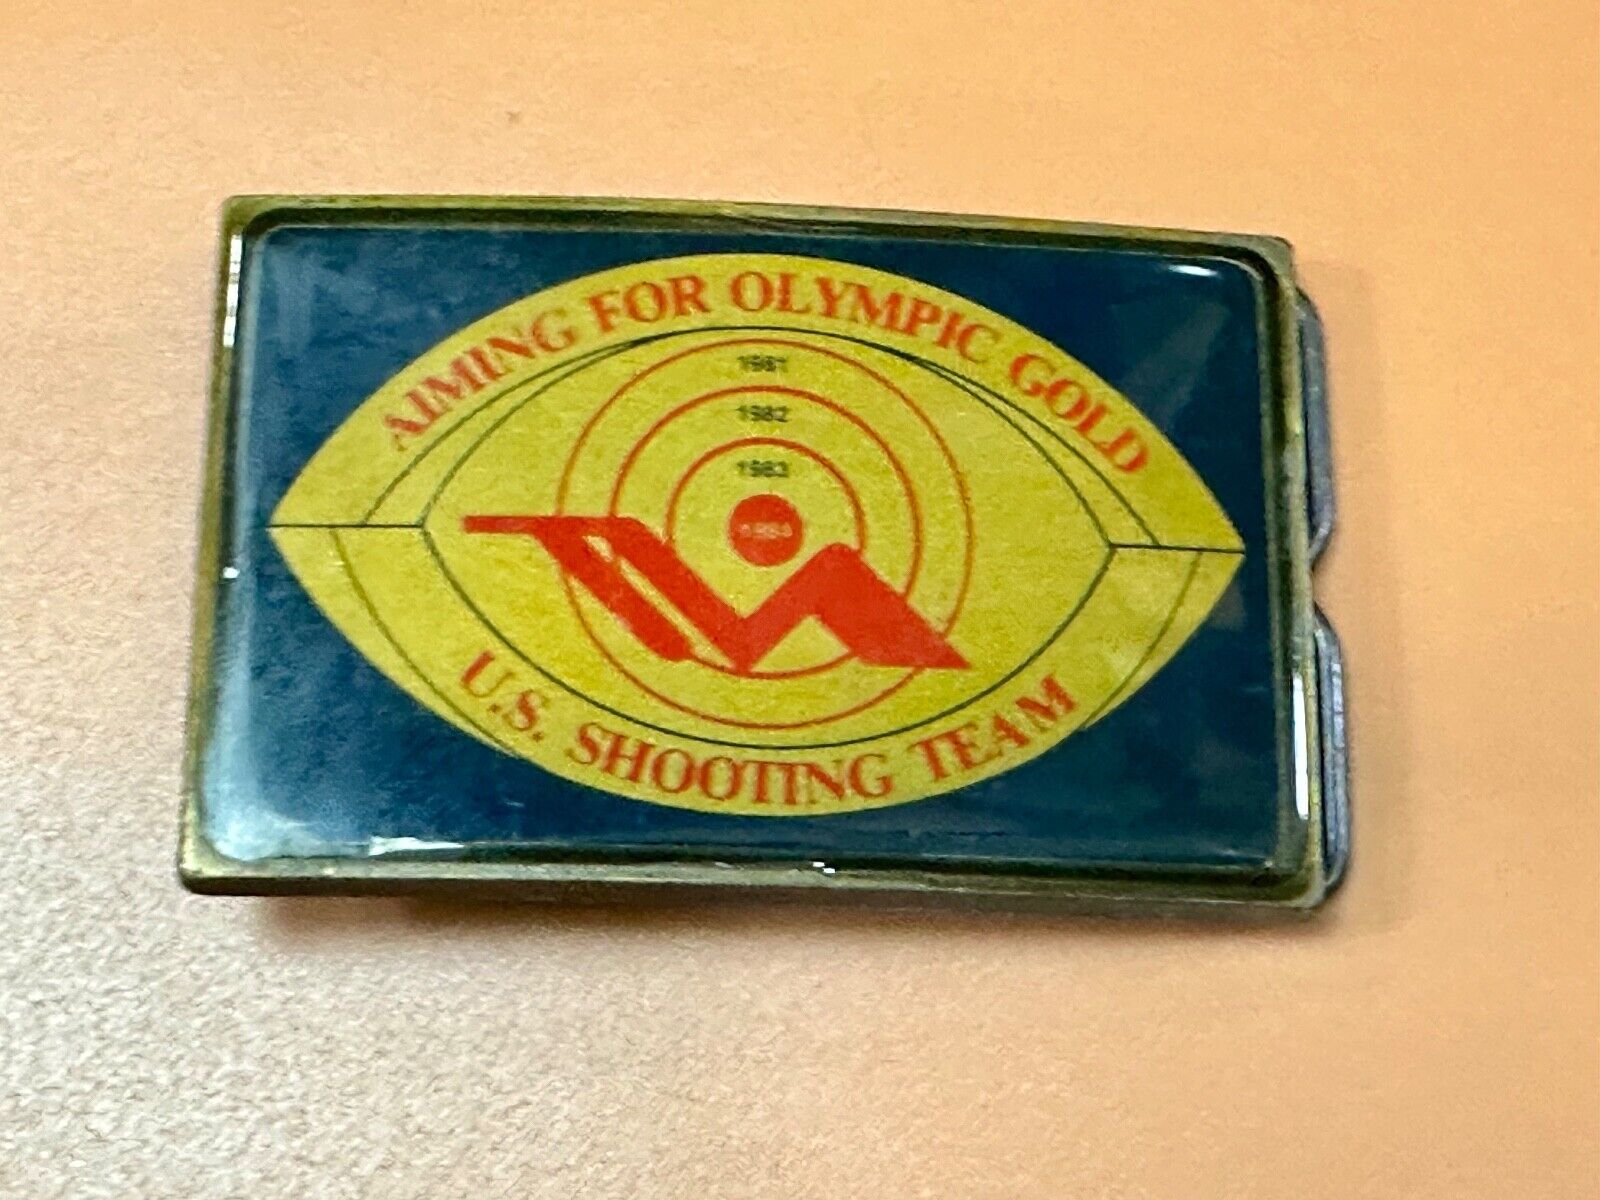 AIMING FOR OLYMPIC GOLD
1981
1982
1983
1984
U.S. SHOOTING TEAM